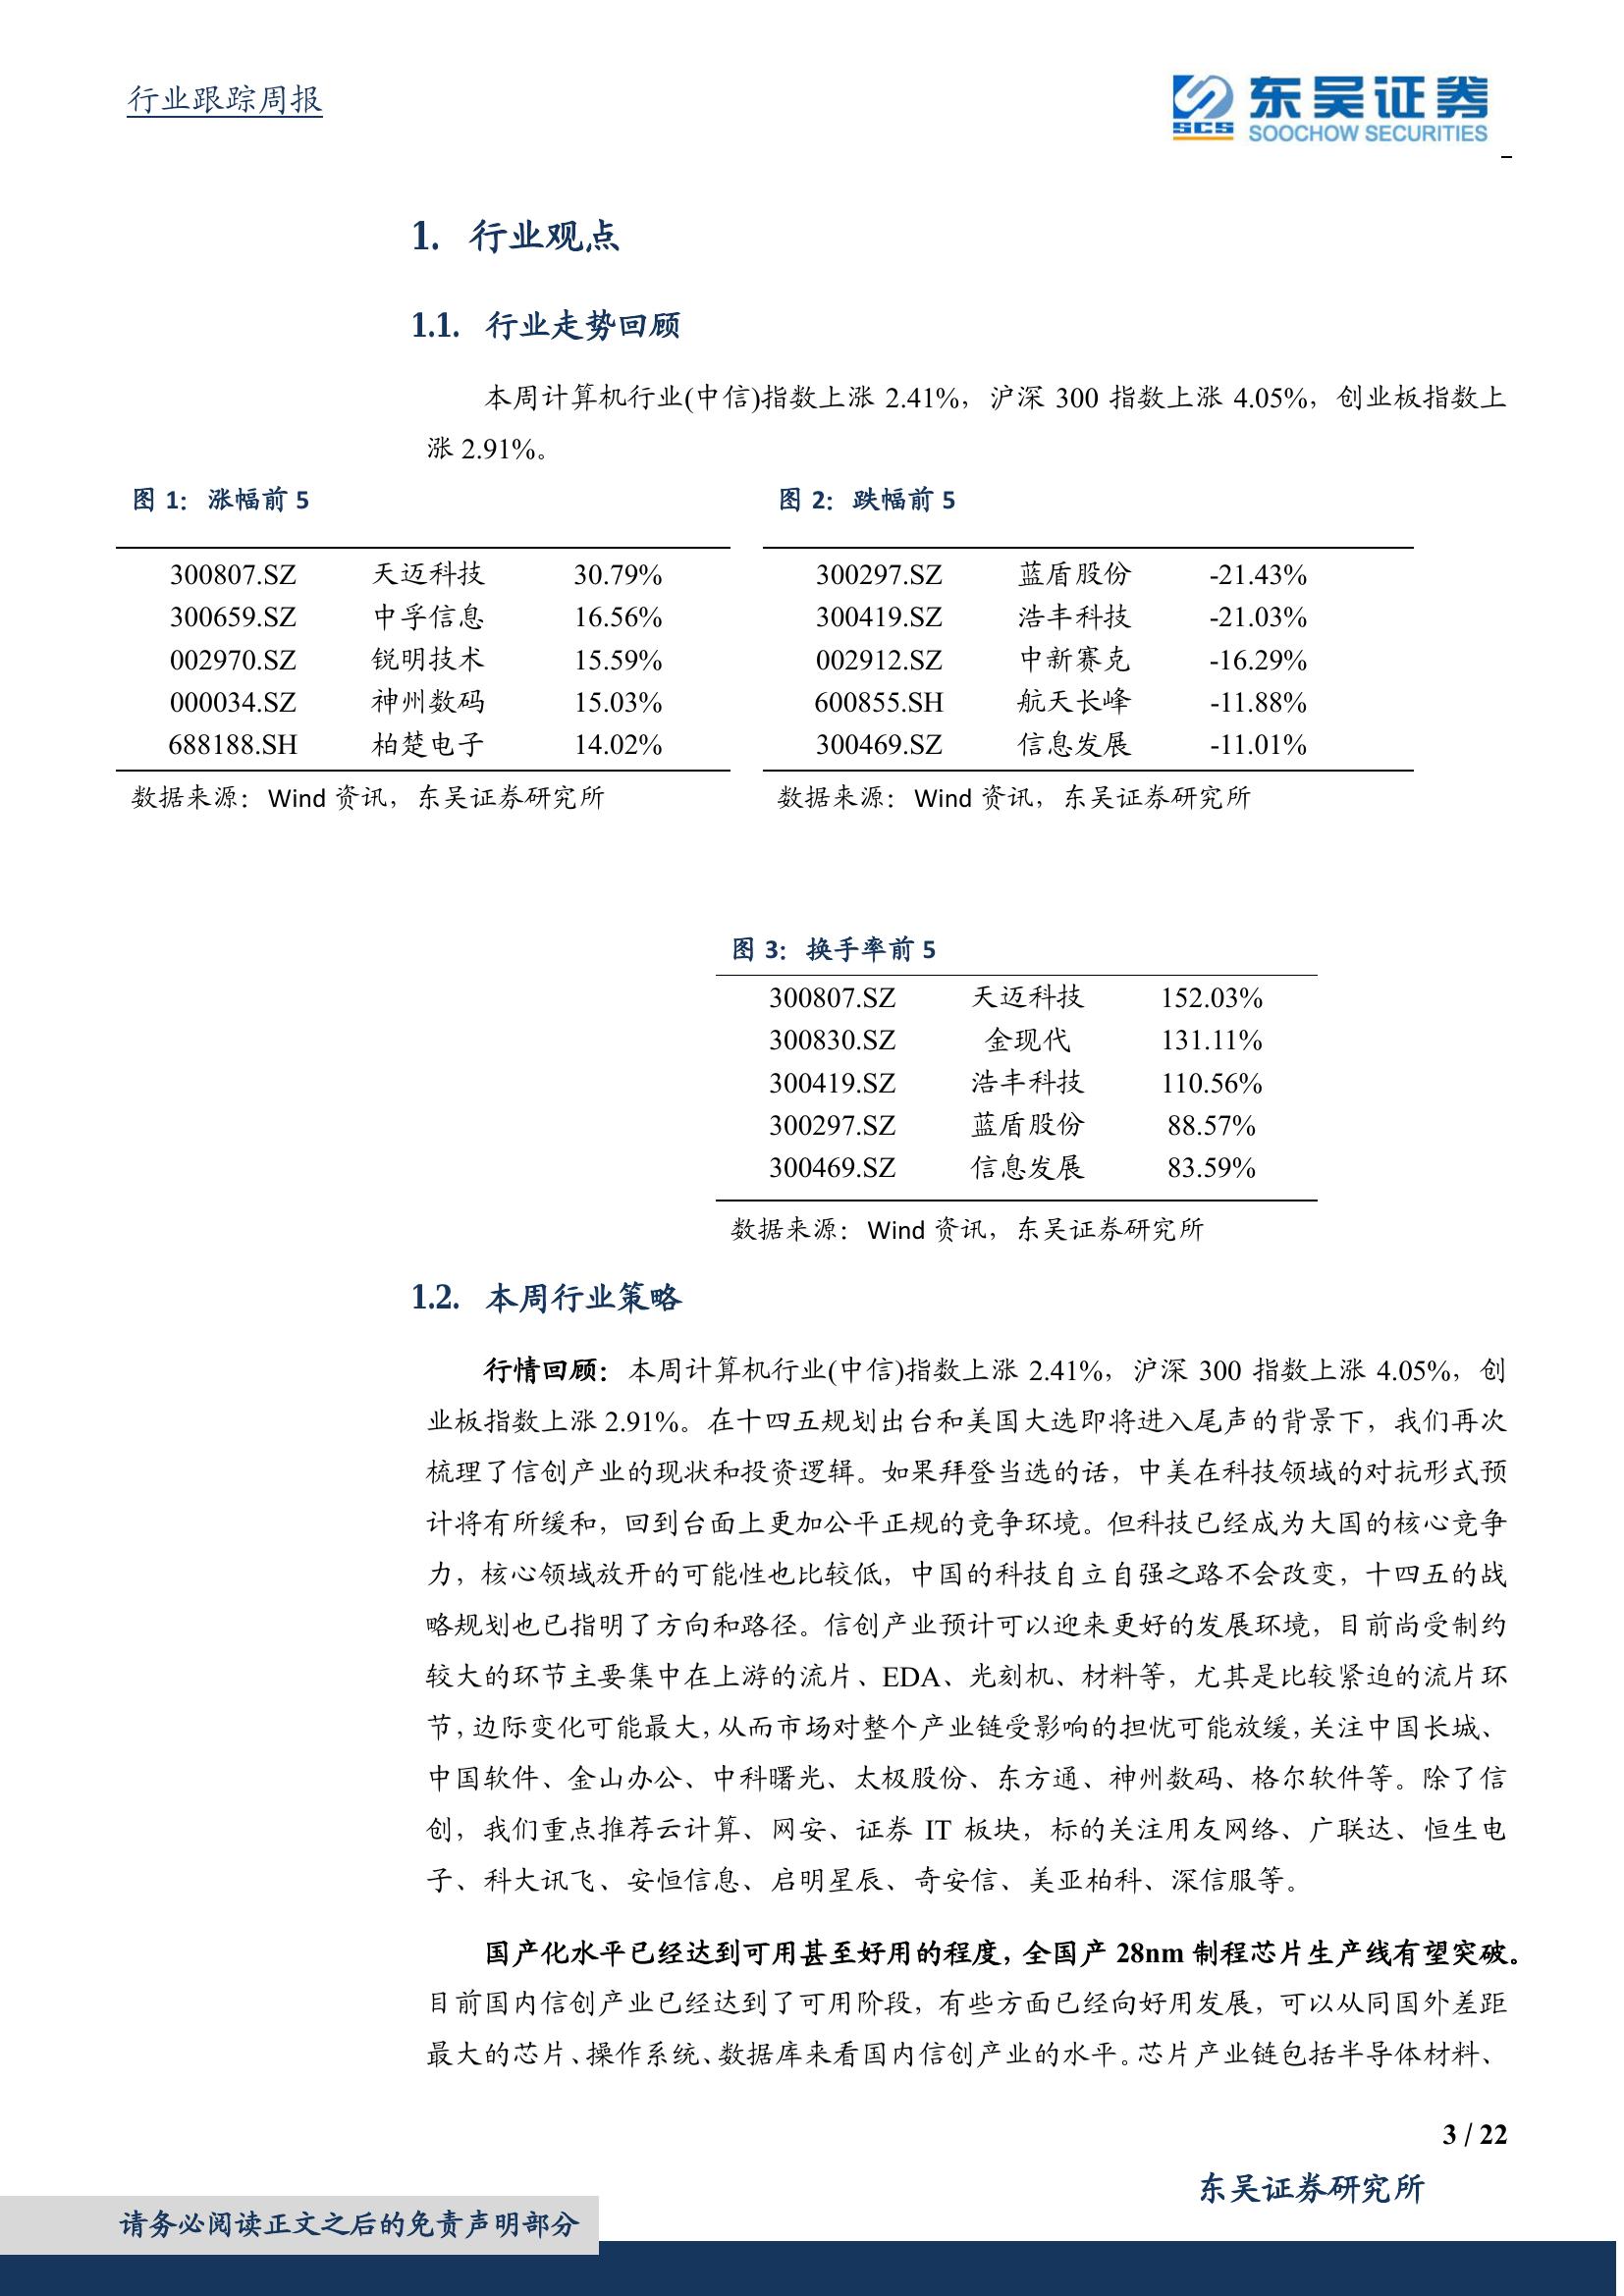 行业跟踪周报
东吴证券
SCS
SOOCHOW SECURITIES
1. 行业观点
1.1. 行业走势回顾
本周计算机行业(中信)指数上涨 2.41%，沪深 300 指数上涨 4.05%，创业板指数上
涨 2.91%。
图 1：涨幅前 5
300807.SZ 天迈科技 30.79%
300659.SZ 中孚信息 16.56%
002970.SZ 锐明技术 15.59%
000034.SZ 神州数码 15.03%
688188.SH 柏楚电子 14.02%
数据来源：Wind 资讯，东吴证券研究所
图 2：跌幅前 5
300297.SZ 蓝盾股份 -21.43%
300419.SZ 浩丰科技 -21.03%
002912.SZ 中新赛克 -16.29%
600855.SH 航天长峰 -11.88%
300469.SZ 信息发展 -11.01%
数据来源：Wind 资讯，东吴证券研究所
图 3：换手率前 5
300807.SZ 天迈科技 152.03%
300830.SZ 金现代 131.11%
300419.SZ 浩丰科技 110.56%
300297.SZ 蓝盾股份 88.57%
300469.SZ 信息发展 83.59%
数据来源：Wind 资讯，东吴证券研究所
1.2. 本周行业策略
行情回顾：本周计算机行业(中信)指数上涨 2.41%，沪深 300 指数上涨 4.05%，创
业板指数上涨 2.91%。在十四五规划出台和美国大选即将进入尾声的背景下，我们再次
梳理了信创产业的现状和投资逻辑。如果拜登当选的话，中美在科技领域的对抗形式预
计将有所缓和，回到台面上更加公平正规的竞争环境。但科技已经成为大国的核心竞争
力，核心领域放开的可能性也比较低，中国的科技自立自强之路不会改变，十四五的战
略规划也已指明了方向和路径。信创产业预计可以迎来更好的发展环境，目前尚受制约
较大的环节主要集中在上游的流片、EDA、光刻机、材料等，尤其是比较紧迫的流片环
节，边际变化可能最大，从而市场对整个产业链受影响的担忧可能放缓，关注中国长城、
中国软件、金山办公、中科曙光、太极股份、东方通、神州数码、格尔软件等。除了信
创，我们重点推荐云计算、网安、证券 IT 板块，标的关注用友网络、广联达、恒生电
子、科大讯飞、安恒信息、启明星辰、奇安信、美亚柏科、深信服等。
国产化水平已经达到可用甚至好用的程度，全国产 28nm 制程芯片生产线有望突破。
目前国内信创产业已经达到了可用阶段，有些方面已经向好用发展，可以从同国外差距
最大的芯片、操作系统、数据库来看国内信创产业的水平。芯片产业链包括半导体材料、
3 / 22
东吴证券研究所
请务必阅读正文之后的免责声明部分